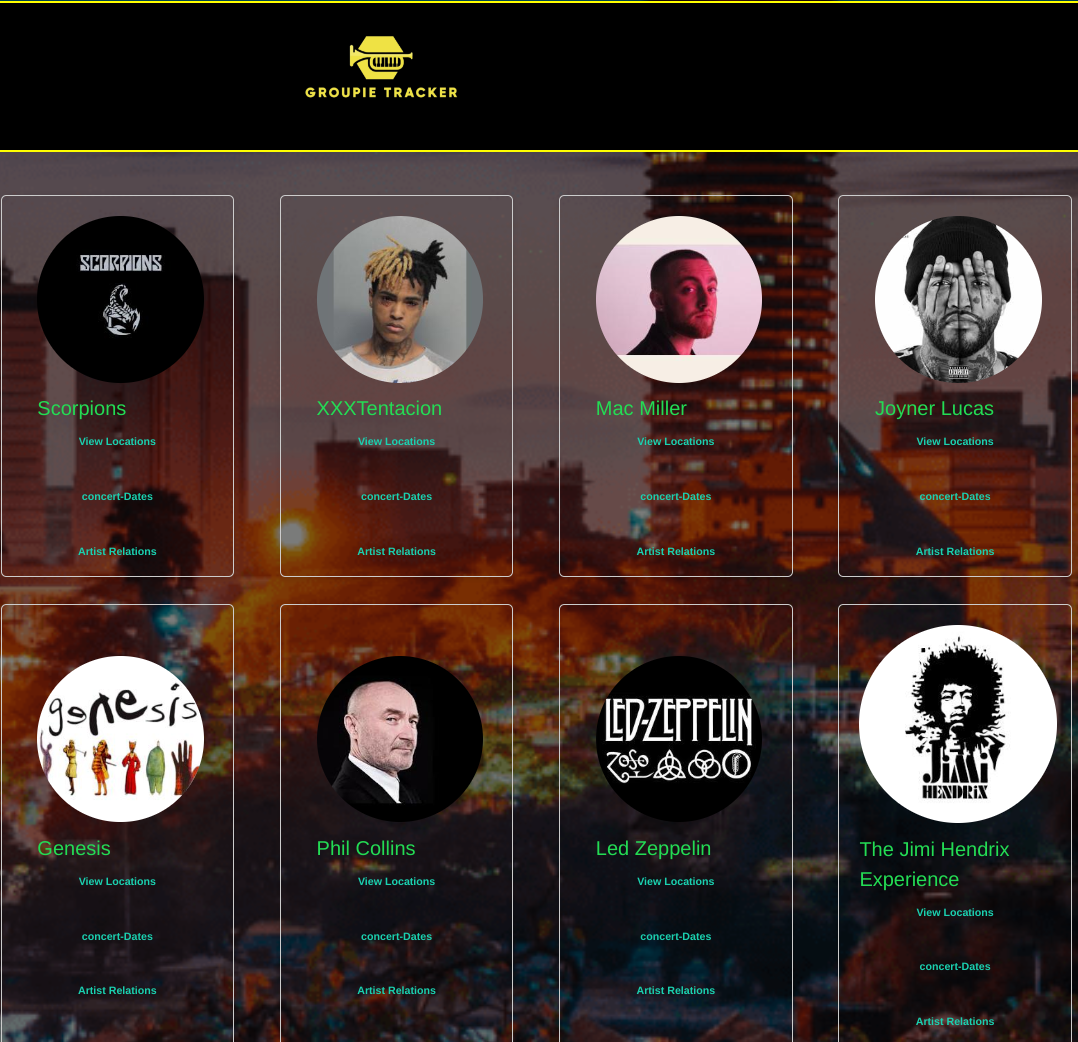 GROUPIE TRACKER
SCORPIONS
Scorpions
View Locations
concert-Dates
Artist Relations
XXXTentacion
View Locations
concert-Dates
Artist Relations
Mac Miller
View Locations
concert-Dates
Artist Relations
Joyner Lucas
View Locations
concert-Dates
Artist Relations
genesis
Genesis
View Locations
concert-Dates
Artist Relations
Phil Collins
View Locations
concert-Dates
Artist Relations
LED-ZEPPELIN
Led Zeppelin
View Locations
concert-Dates
Artist Relations
JiMi
HENDRiX
The Jimi Hendrix
Experience
View Locations
concert-Dates
Artist Relations